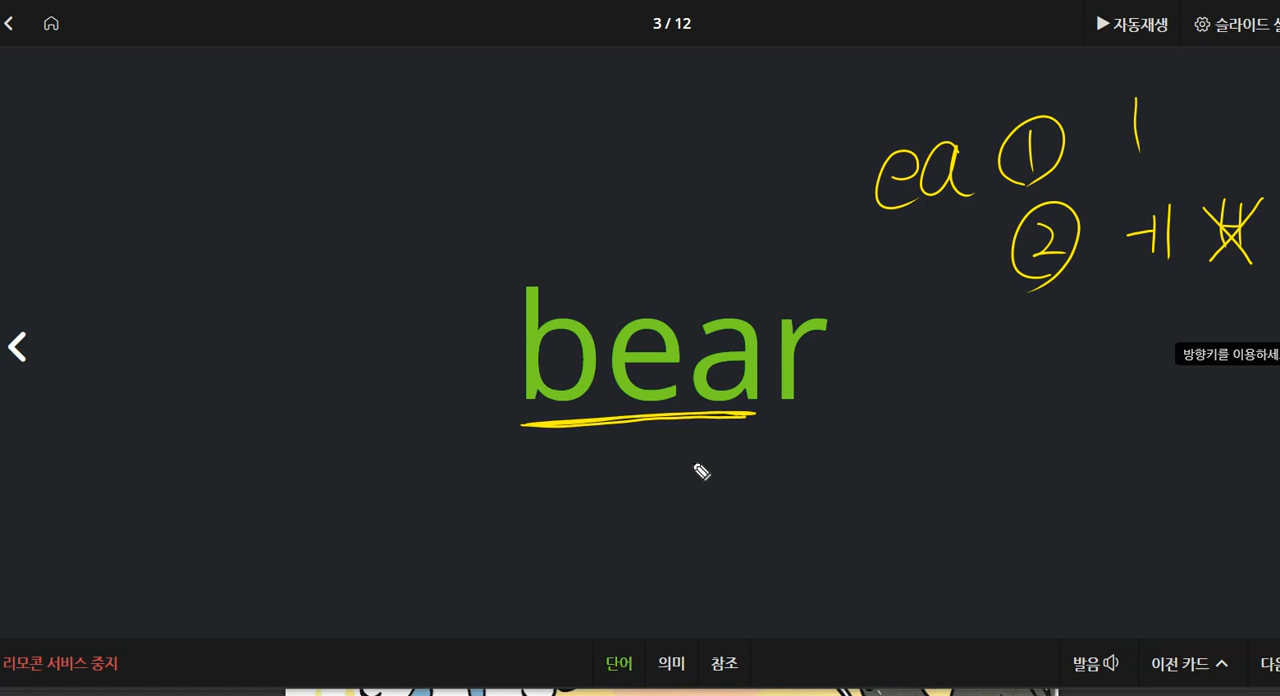 3 / 12
▶ 자동재생
슬라이드
ea ① ㅣ
② ㅔ
bear
방향키를 이용하세
리모콘 서비스 중지
단어
의미
참조
발음
이전 카드
다음